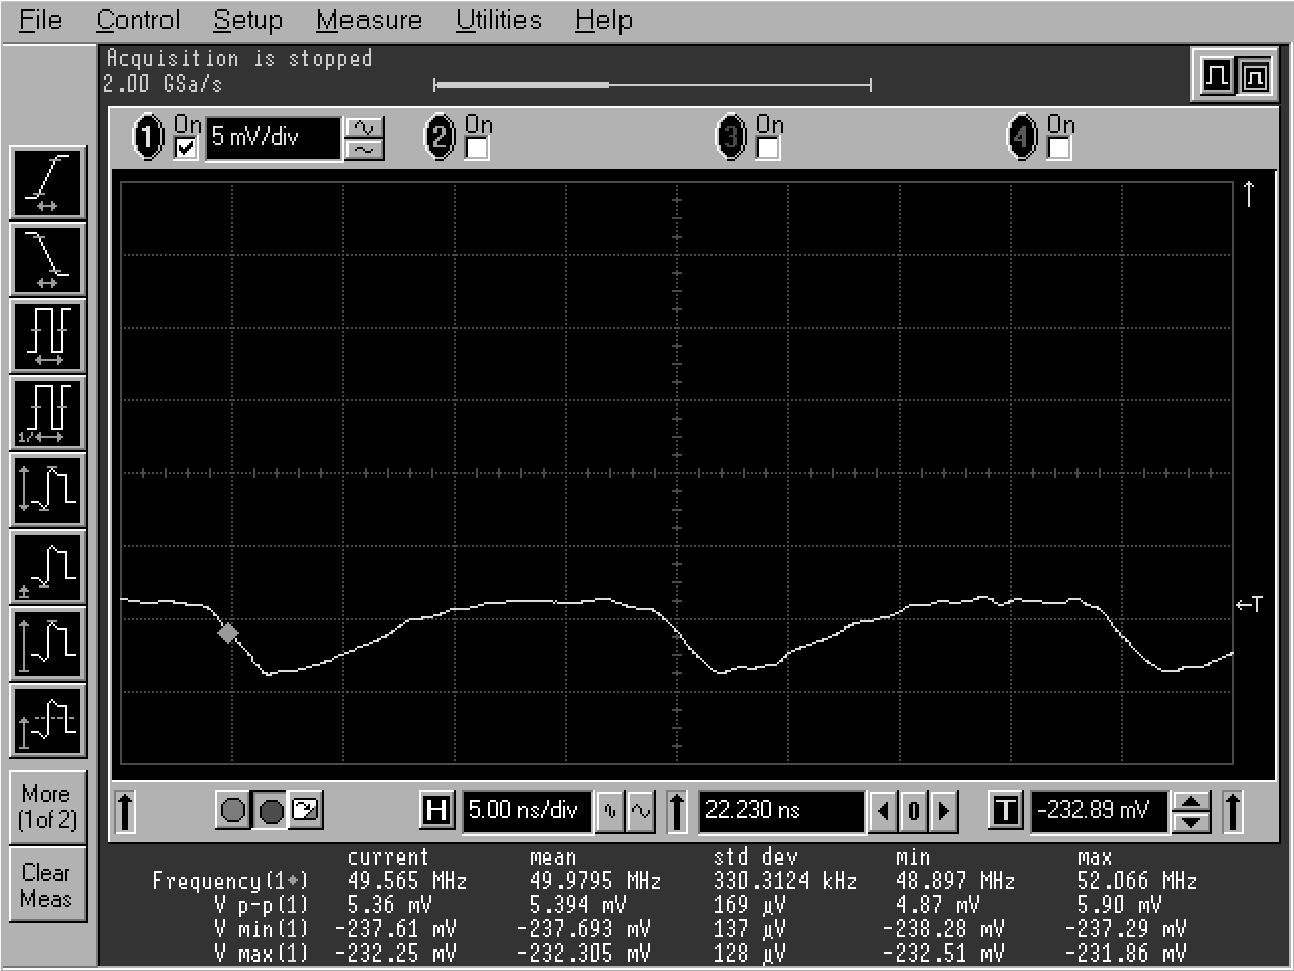 File Control Setup Measure Utilities Help
Acquisition is stopped
2.00 GSa/s
1 On 5 mV/div 2 On 3 On 4 On
T
1/
H 5.00 ns/div 22.230 ns 0 T -232.89 mV
More
(1 of 2)
Clear
Meas
current mean std dev min max
Frequency(1◆) 49.565 MHz 49.9795 MHz 330.3124 kHz 48.897 MHz 52.066 MHz
V p-p(1) 5.36 mV 5.394 mV 169 µV 4.87 mV 5.90 mV
V min(1) -237.61 mV -237.693 mV 137 µV -238.28 mV -237.29 mV
V max(1) -232.25 mV -232.305 mV 128 µV -232.51 mV -231.86 mV